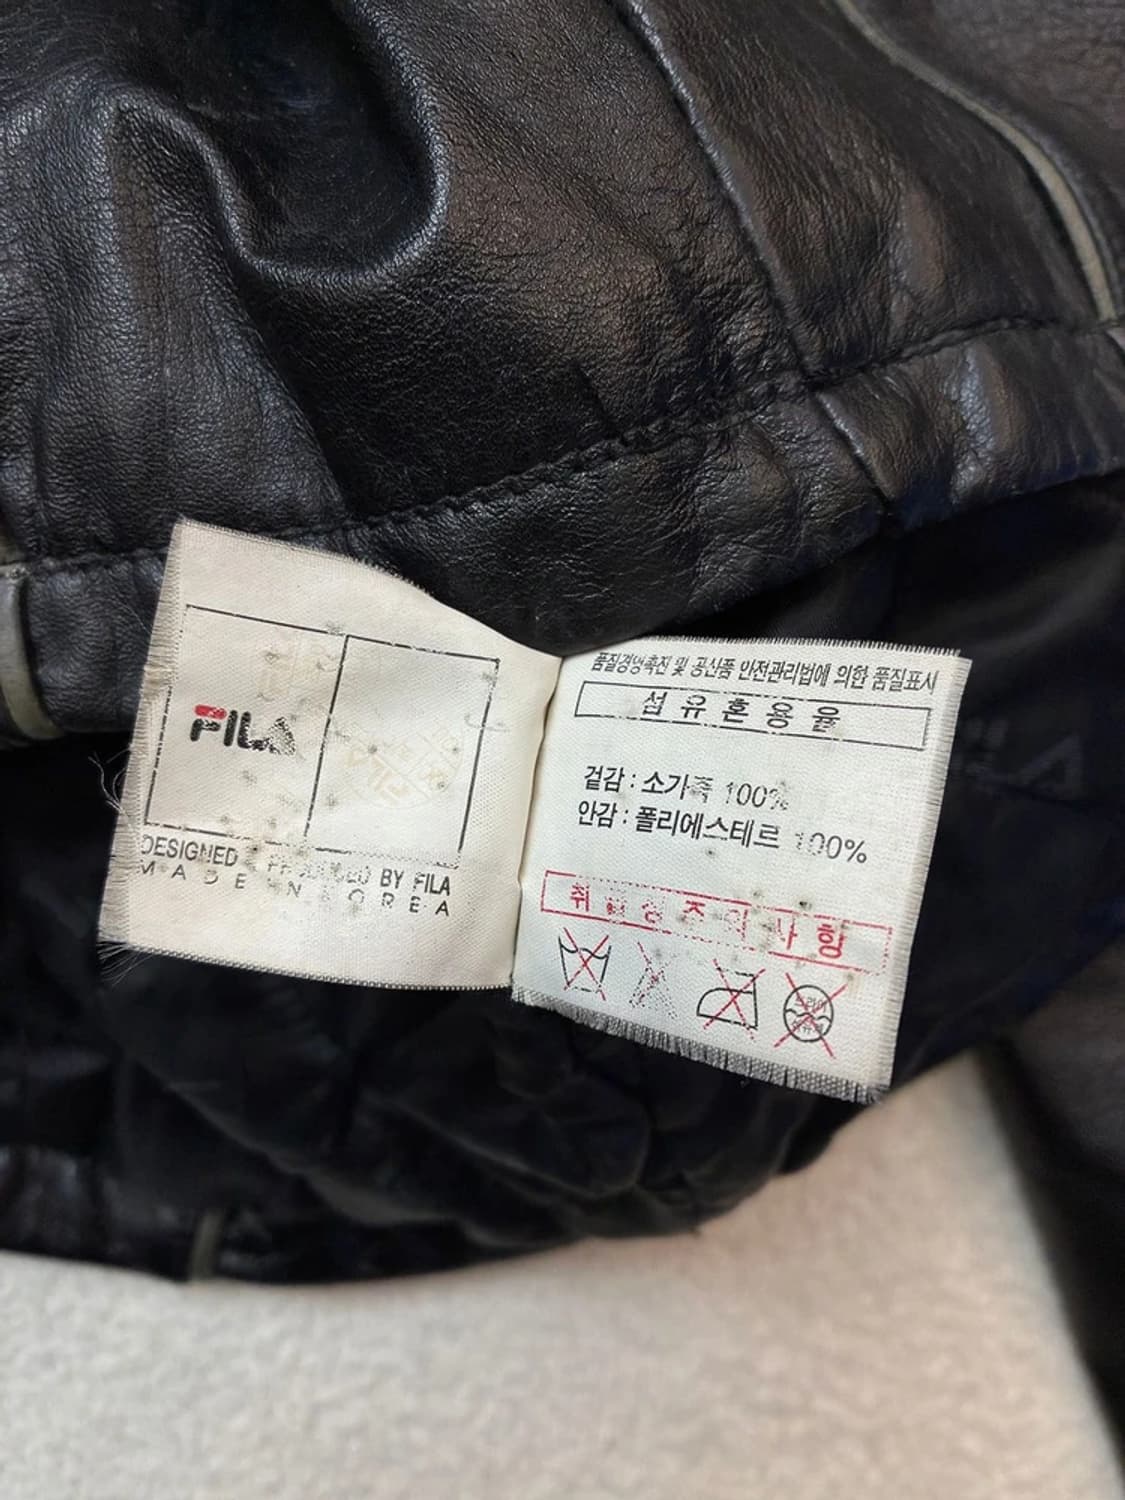 FILA
DESIGNED & PRODUCED BY FILA
MADE IN KOREA
품질경영촉진 및 공산품 안전관리법에 의한 품질표시
섬유혼용율
겉감 : 소가죽 100%
안감 : 폴리에스테르 100%
취급상주의사항
드라이